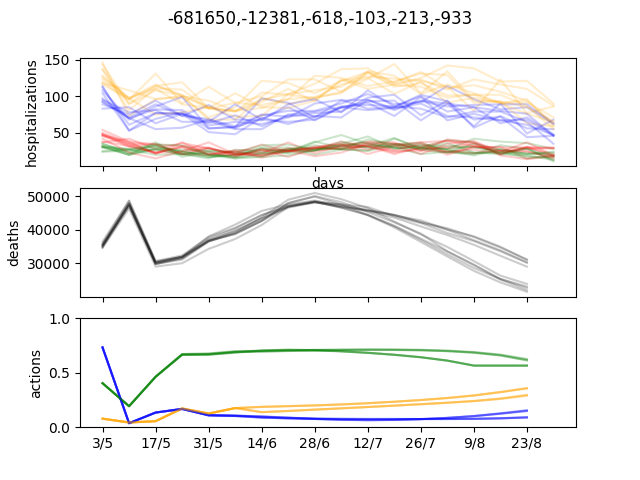 -681650,-12381,-618,-103,-213,-933
150
100
50
hospitalizations
days
50000
40000
30000
deaths
1.0
0.5
0.0
actions
3/5 17/5 31/5 14/6 28/6 12/7 26/7 9/8 23/8